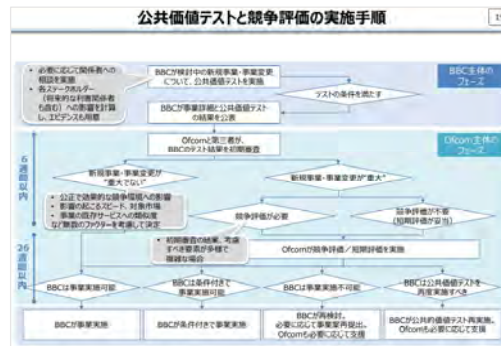 公共価値テストと競争評価の実施手順
BBC主体の
フェーズ
• 必要に応じて関係者への
相談を実施
• 各ステークホルダー
(将来的な利害関係者
も含む)への影響を計算
し、エビデンスも用意
BBCが検討中の新規事業・事業変更
について、公共価値テストを実施
テストの条件を満たす
BBCが事業詳細と公共価値テスト
の結果を公表
Ofcom主体の
フェーズ
6週間以内
Ofcomと第三者が、
BBCのテスト結果を初期審査
新規事業・事業変更が
"重大でない"
新規事業・事業変更が"重大"
• 公正で効果的な競争環境への影響
• 影響の起こるスピード、対象市場
• 事業の既存サービスへの類似度
など複数のファクターを考慮して決定
競争評価が必要
競争評価が不要
(短期評価が妥当)
• 初期審査の結果、考慮
すべき要素が多様で
複雑な場合
26週間以内
Ofcomが競争評価/短期評価を実施
BBCは事業実施可能
BBCは条件付きで
事業実施可能
BBCは事業実施不可能
BBCは公共価値テストを
再度実施すべき
BBCが事業実施
BBCが条件付きで事業実施
BBCが再検討。
必要に応じて事業案再提出。
Ofcomも必要に応じて支援
BBCが公共的価値テスト再実施。
Ofcomも必要に応じて支援